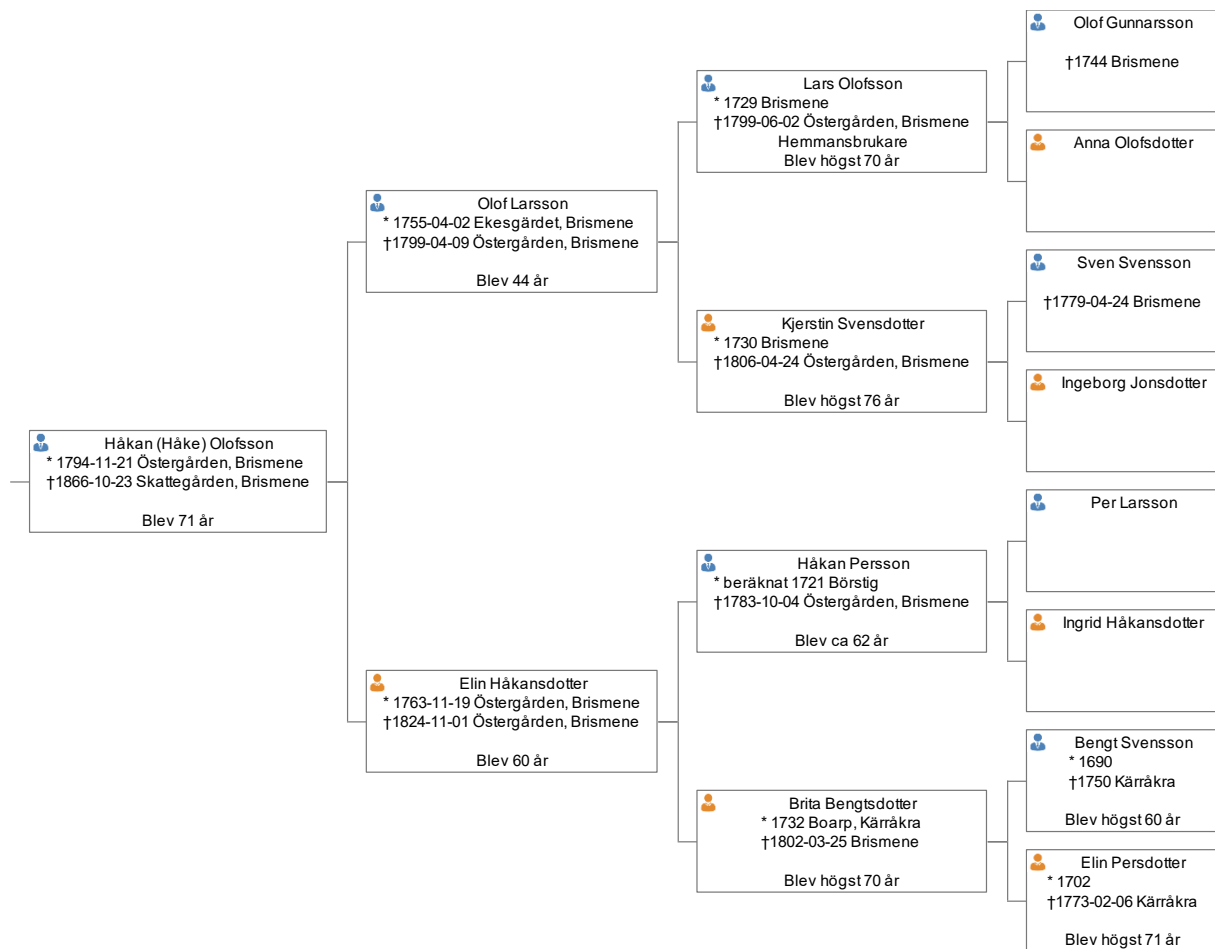 Olof Gunnarsson
†1744 Brismene
Lars Olofsson
* 1729 Brismene
†1799-06-02 Östergården, Brismene
Hemmansbrukare
Blev högst 70 år
Anna Olofsdotter
Olof Larsson
* 1755-04-02 Ekesgärdet, Brismene
†1799-04-09 Östergården, Brismene
Blev 44 år
Sven Svensson
†1779-04-24 Brismene
Kjerstin Svensdotter
* 1730 Brismene
†1806-04-24 Östergården, Brismene
Blev högst 76 år
Ingeborg Jonsdotter
Håkan (Håke) Olofsson
* 1794-11-21 Östergården, Brismene
†1866-10-23 Skattegården, Brismene
Blev 71 år
Per Larsson
Håkan Persson
* beräknat 1721 Börstig
†1783-10-04 Östergården, Brismene
Blev ca 62 år
Ingrid Håkansdotter
Elin Håkansdotter
* 1763-11-19 Östergården, Brismene
†1824-11-01 Östergården, Brismene
Blev 60 år
Bengt Svensson
* 1690
†1750 Kärråkra
Blev högst 60 år
Brita Bengtsdotter
* 1732 Boarp, Kärråkra
†1802-03-25 Brismene
Blev högst 70 år
Elin Persdotter
* 1702
†1773-02-06 Kärråkra
Blev högst 71 år